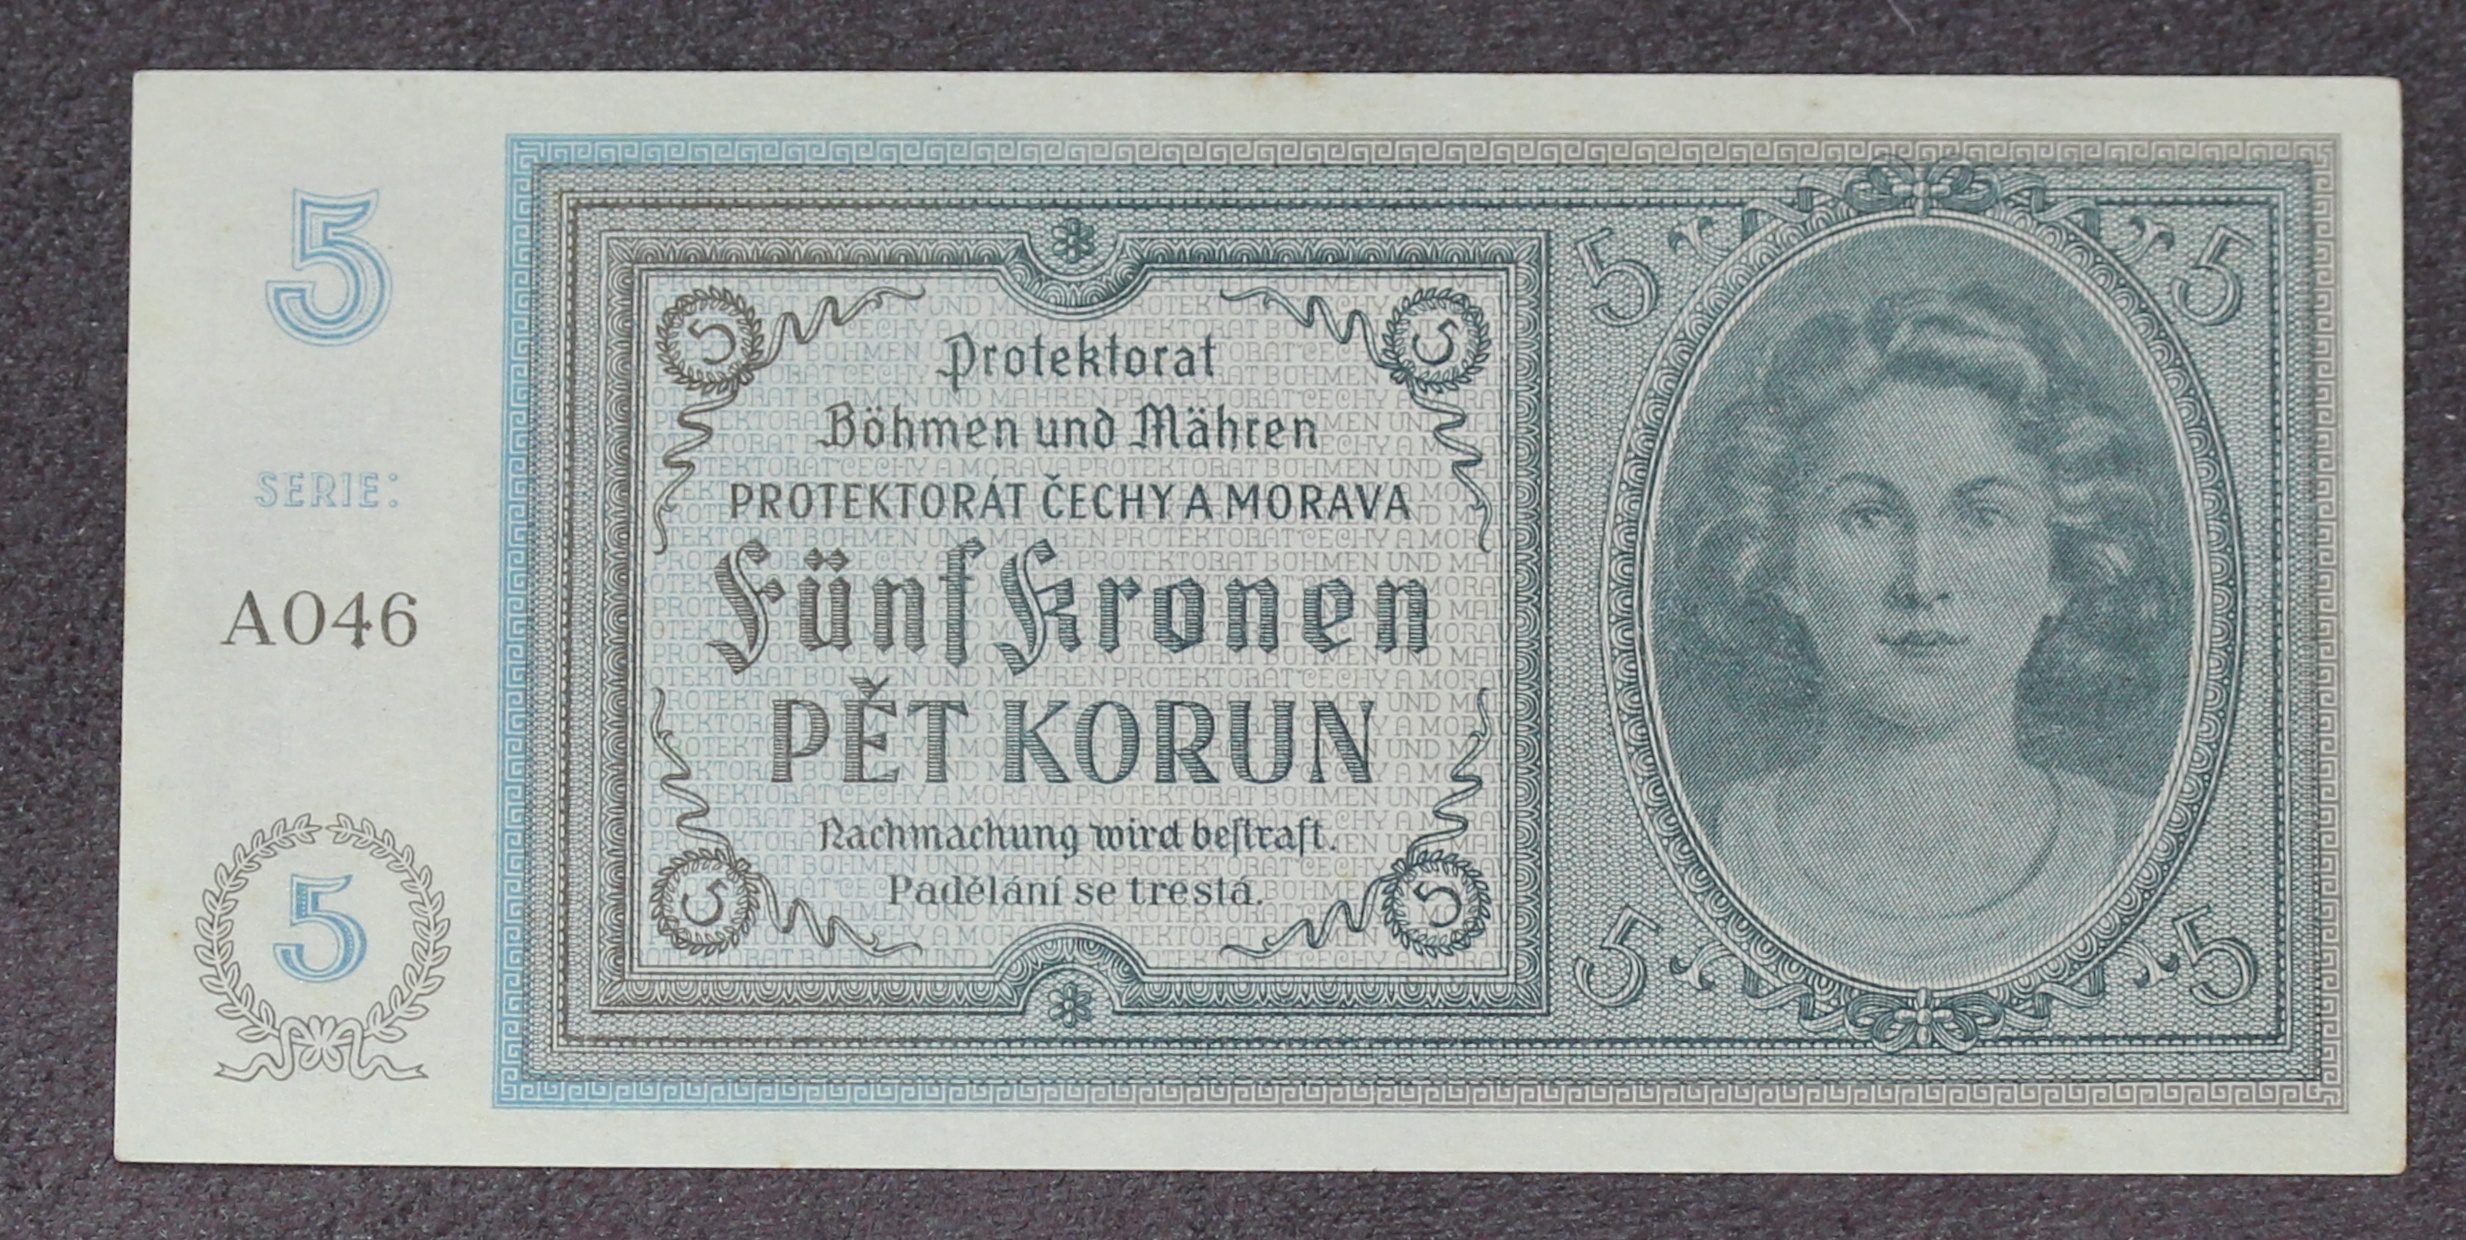 5
SERIE:
A046
5
5 5
Protektorat
Böhmen und Mähren
PROTEKTORÁT ČECHY A MORAVA
Fünf Kronen
PĚT KORUN
Nachmachung wird bestraft.
Padělání se trestá.
5 5
5 5
5 5